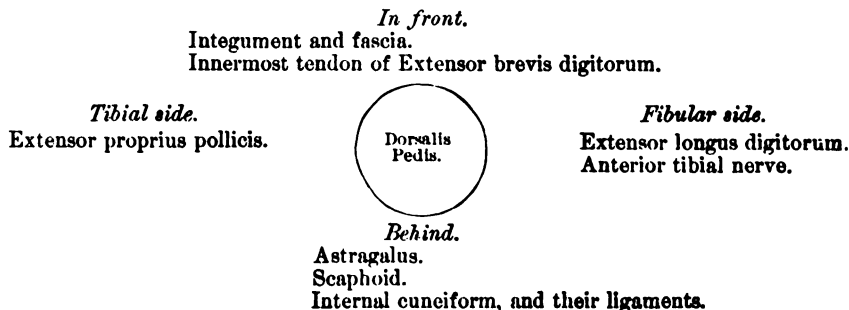 In front.
Integument and fascia.
Innermost tendon of Extensor brevis digitorum.
Tibial side.
Extensor proprius pollicis.
Dorsalis
Pedis.
Fibular side.
Extensor longus digitorum.
Anterior tibial nerve.
Behind.
Astragalus.
Scaphoid.
Internal cuneiform, and their ligaments.